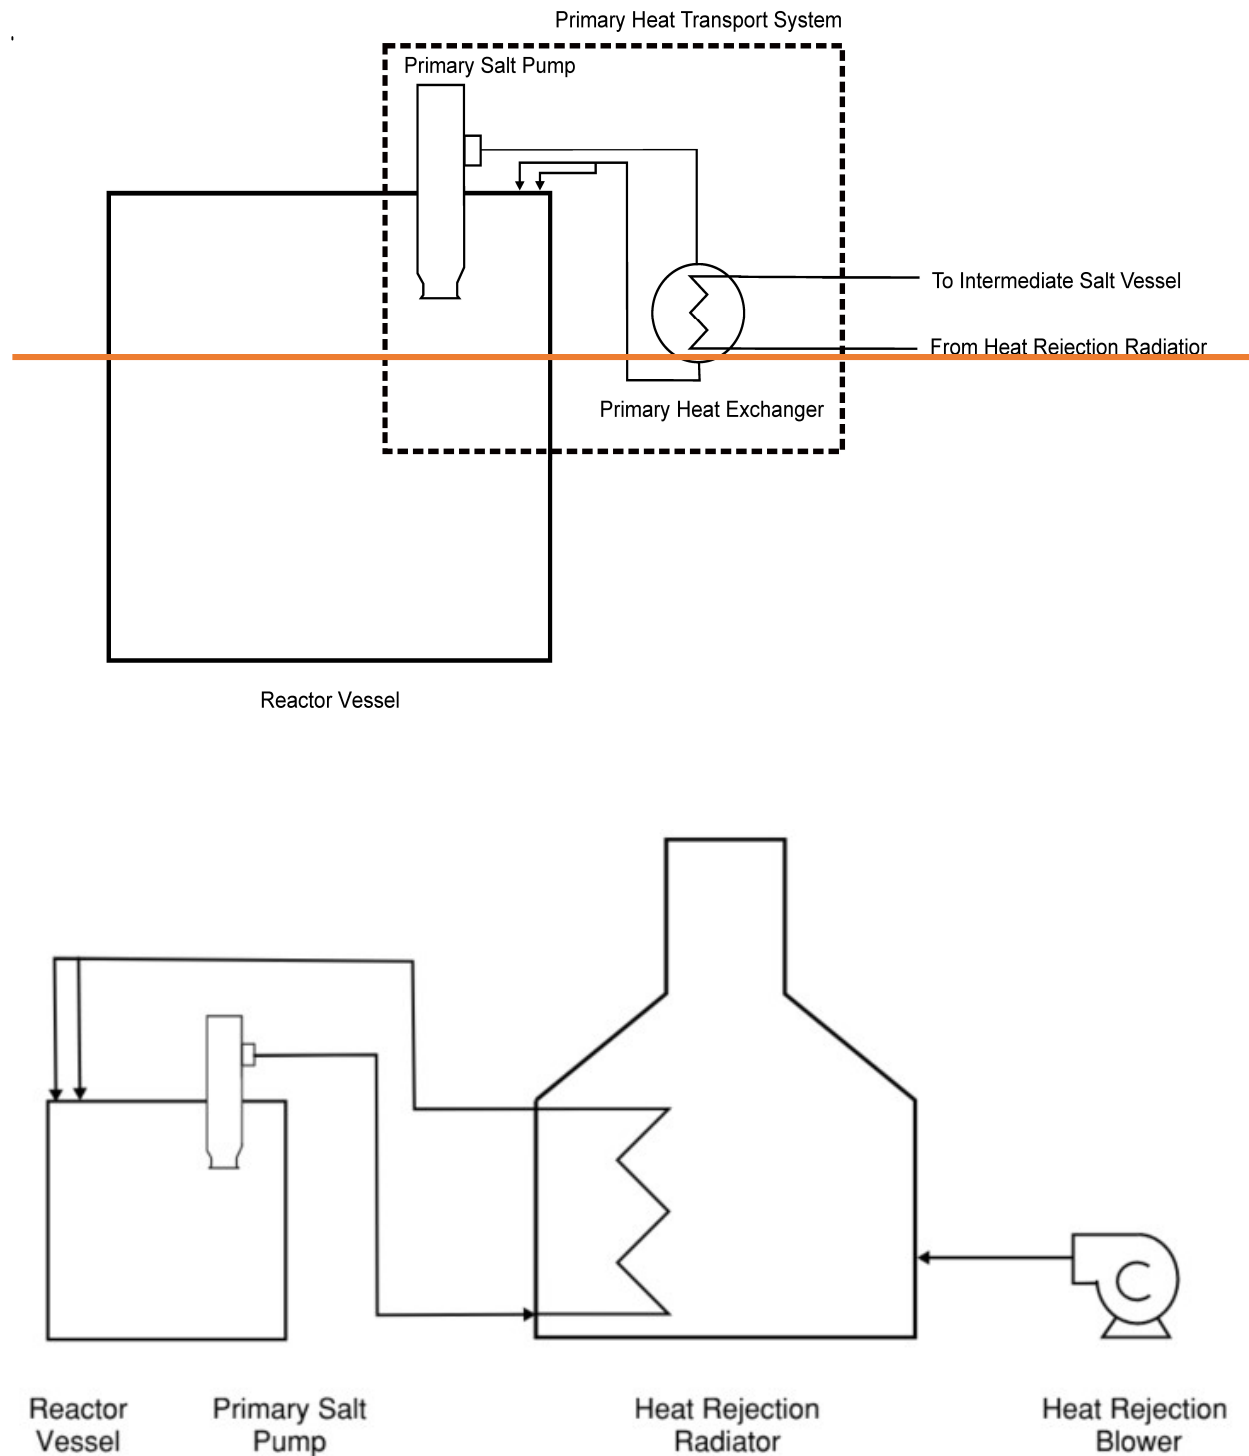 Primary Heat Transport System
Primary Salt Pump
To Intermediate Salt Vessel
From Heat Rejection Radiatior
Primary Heat Exchanger
Reactor Vessel
Reactor
Vessel
Primary Salt
Pump
Heat Rejection
Radiator
Heat Rejection
Blower